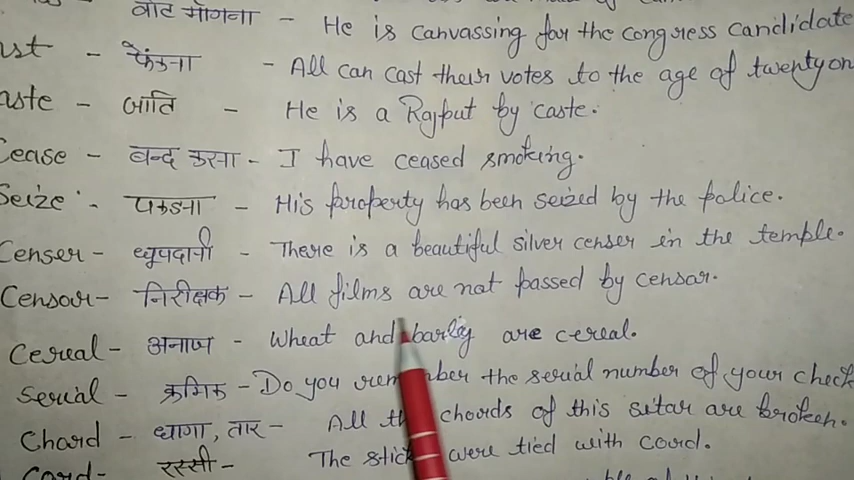 वोट माँगना - He is canvassing for the congress candidate
ust - फेंकना - All can cast their votes to the age of twenty on
aste - जाति - He is a Rajput by caste.
Cease - बन्द करना - I have ceased smoking.
Seize - पकडना - His property has been seized by the police.
Censer - धूपदानी - There is a beautiful silver censer in the temple.
Censor - निरीक्षक - All films are not passed by censor.
Cereal - अनाज - Wheat and barley are cereal.
Serial - क्रमिक - Do you remember the serial number of your check
Chord - धागा, तार - All the chords of this sitar are broken.
Cord - रस्सी - The stick were tied with cord.